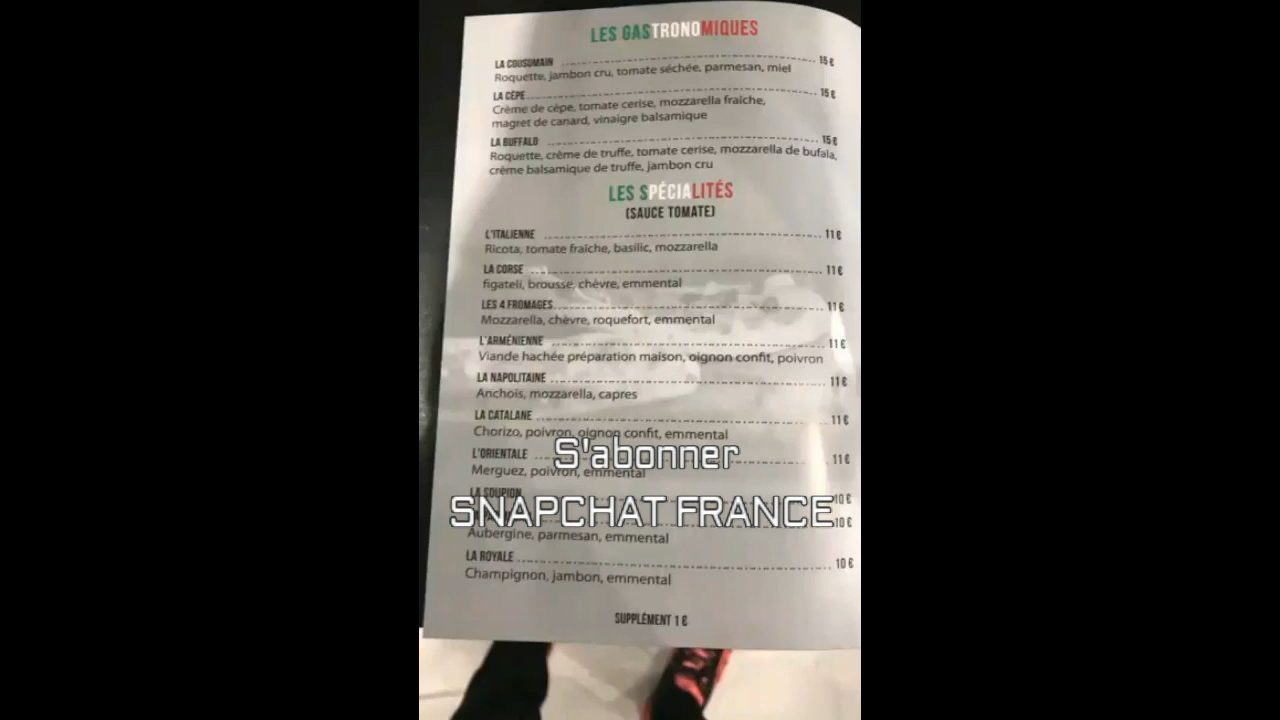 LES GASTRONOMIQUES
LA COUSUMAIN 15 €
Roquette, jambon cru, tomate séchée, parmesan, miel
LA CÈPE 15 €
Crème de cèpe, tomate cerise, mozzarella fraîche,
magret de canard, vinaigre balsamique
LA BUFFALO 15 €
Roquette, crème de truffe, tomate cerise, mozzarella de bufala,
crème balsamique de truffe, jambon cru
LES SPÉCIALITÉS
(SAUCE TOMATE)
L'ITALIENNE 11 €
Ricota, tomate fraîche, basilic, mozzarella
LA CORSE 11 €
figateli, brousse, chèvre, emmental
LES 4 FROMAGES 11 €
Mozzarella, chèvre, roquefort, emmental
L'ARMÉNIENNE 11 €
Viande hachée préparation maison, oignon confit, poivron
LA NAPOLITAINE 11 €
Anchois, mozzarella, capres
LA CATALANE 11 €
Chorizo, poivron, oignon confit, emmental
L'ORIENTALE 11 €
S'abonner
Merguez, poivron, emmental
LA SOUPION 10 €
SNAPCHAT FRANCE
10 €
Aubergine, parmesan, emmental
LA ROYALE 10 €
Champignon, jambon, emmental
SUPPLÉMENT 1 €